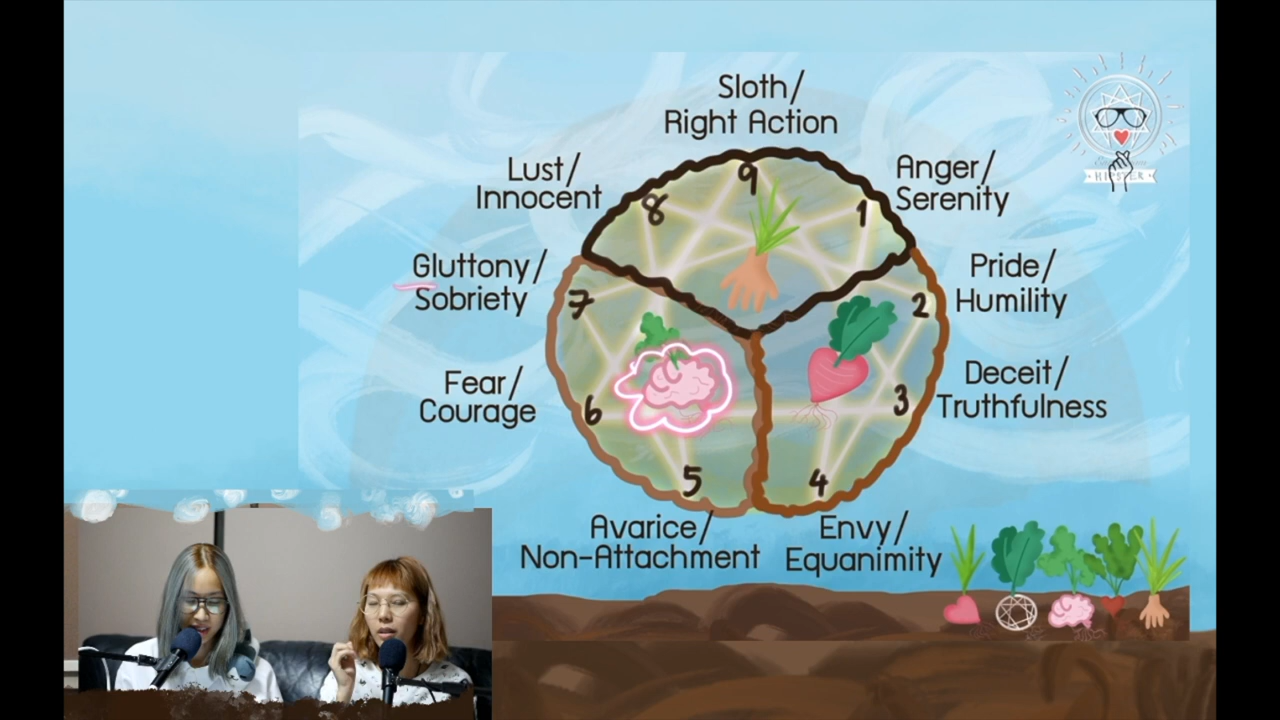 Sloth/
Right Action
Lust/
Innocent
Anger/
Serenity
Gluttony/
Sobriety
Pride/
Humility
Fear/
Courage
Deceit/
Truthfulness
Avarice/
Non-Attachment
Envy/
Equanimity
9
8
1
7
2
6
3
5
4
HIPSTER